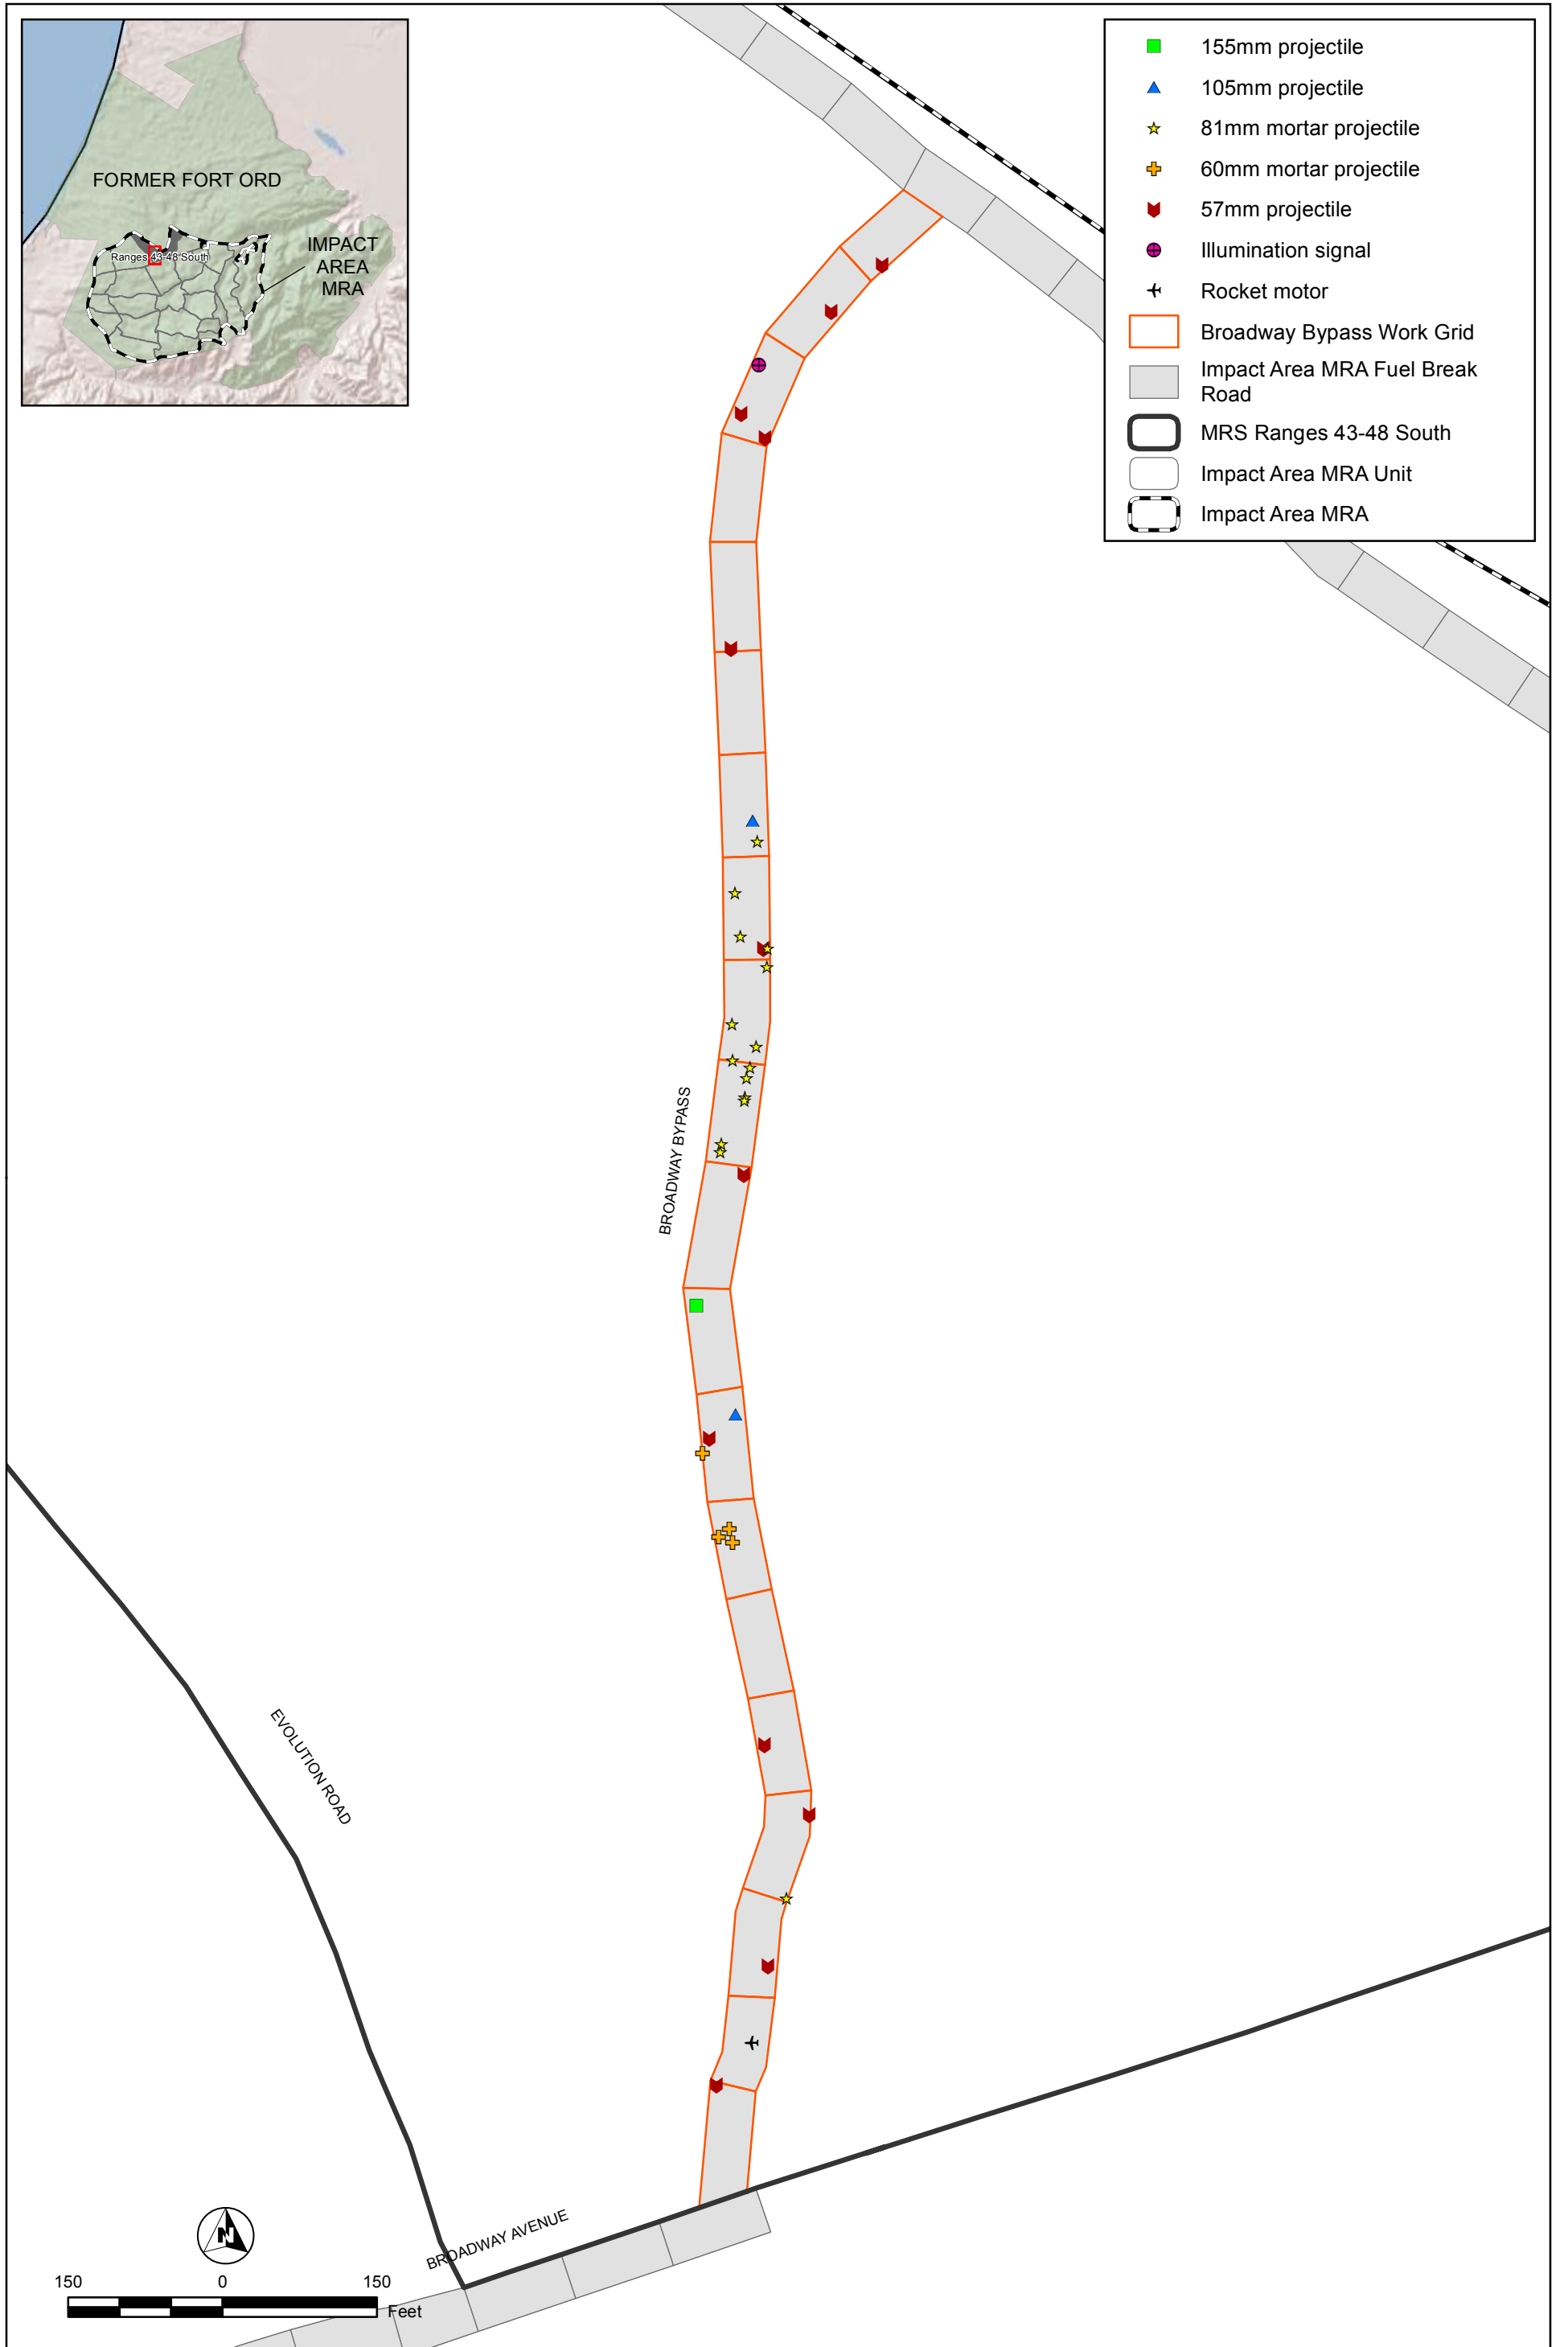 FORMER FORT ORD
Ranges 43-48 South
IMPACT
AREA
MRA
155mm projectile
105mm projectile
81mm mortar projectile
60mm mortar projectile
57mm projectile
Illumination signal
Rocket motor
Broadway Bypass Work Grid
Impact Area MRA Fuel Break
Road
MRS Ranges 43-48 South
Impact Area MRA Unit
Impact Area MRA
BROADWAY BYPASS
EVOLUTION ROAD
BROADWAY AVENUE
N
150 0 150
Feet